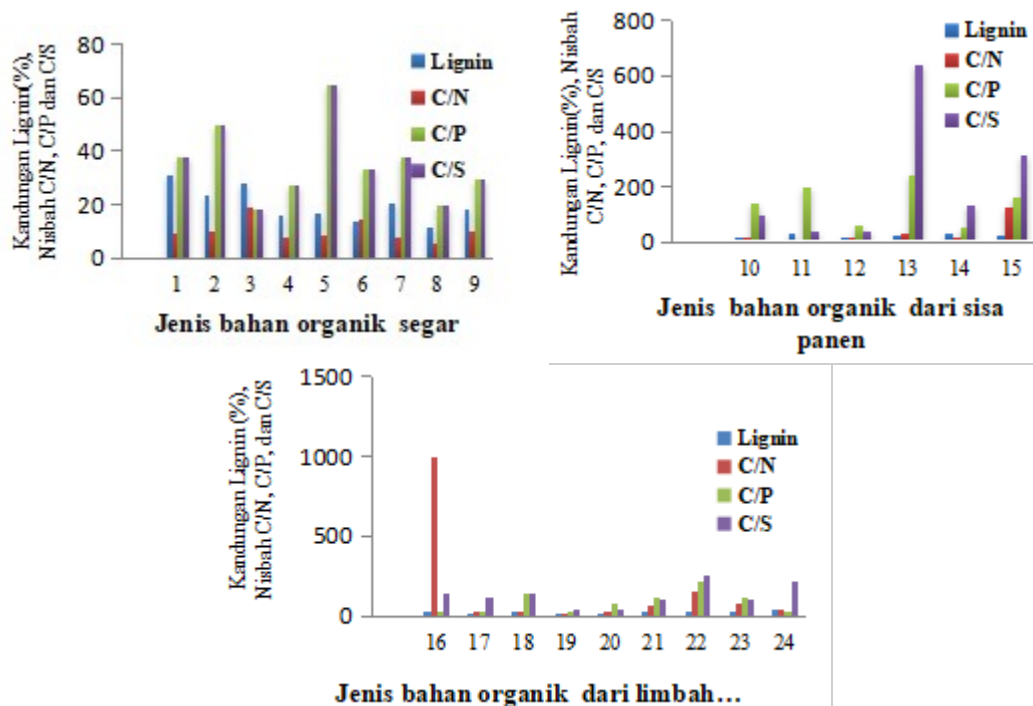 Kandungan Lignin(%),
Nisbah C/N, C/P dan C/S
80
60
40
20
0
1 2 3 4 5 6 7 8 9
Jenis bahan organik segar
Lignin
C/N
C/P
C/S
Kandungan Lignin(%), Nisbah
C/N, C/P, dan C/S
800
600
400
200
0
10 11 12 13 14 15
Jenis bahan organik dari sisa
panen
Lignin
C/N
C/P
C/S
Kandungan Lignin (%),
Nisbah C/N, C/P, dan C/S
1500
1000
500
0
16 17 18 19 20 21 22 23 24
Jenis bahan organik dari limbah...
Lignin
C/N
C/P
C/S